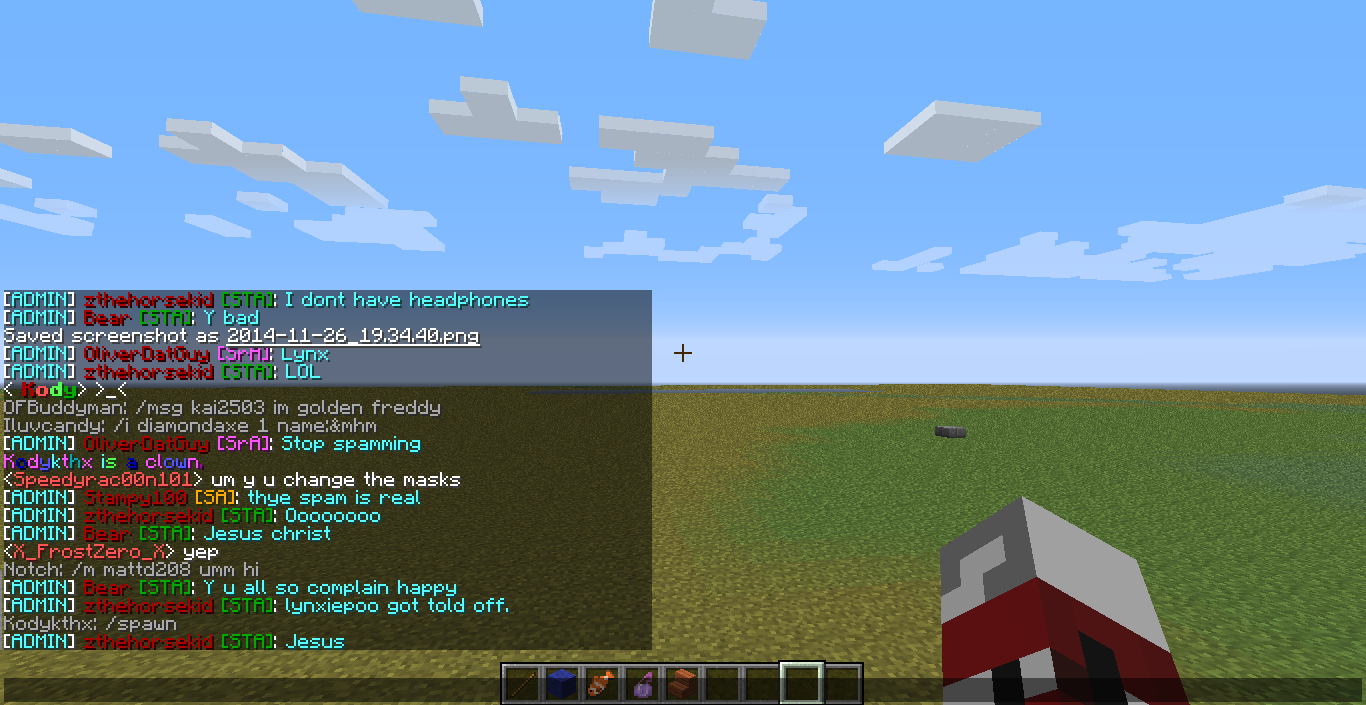 [ADMIN] zthehorsekid [STA]: I dont have headphones
[ADMIN] Bear [STA]: Y bad
Saved screenshot as 2014-11-26_19.34.40.png
[ADMIN] OliverDatGuy [SrA]: Lynx
[ADMIN] zthehorsekid [STA]: LOL
< Kody> >_<
OFBuddyman: /msg kai2503 im golden freddy
Iluvcandy: /i diamondaxe 1 name:&mhm
[ADMIN] OliverDatGuy [SrA]: Stop spamming
Kodykthx is a clown.
<Speedyrac00n101> um y u change the masks
[ADMIN] Stampy100 [SA]: thye spam is real
[ADMIN] zthehorsekid [STA]: Oooooooo
[ADMIN] Bear [STA]: Jesus christ
<X_FrostZero_X> yep
Notch: /m mattd208 umm hi
[ADMIN] Bear [STA]: Y u all so complain happy
[ADMIN] zthehorsekid [STA]: lynxiepoo got told off.
Kodykthx: /spawn
[ADMIN] zthehorsekid [STA]: Jesus